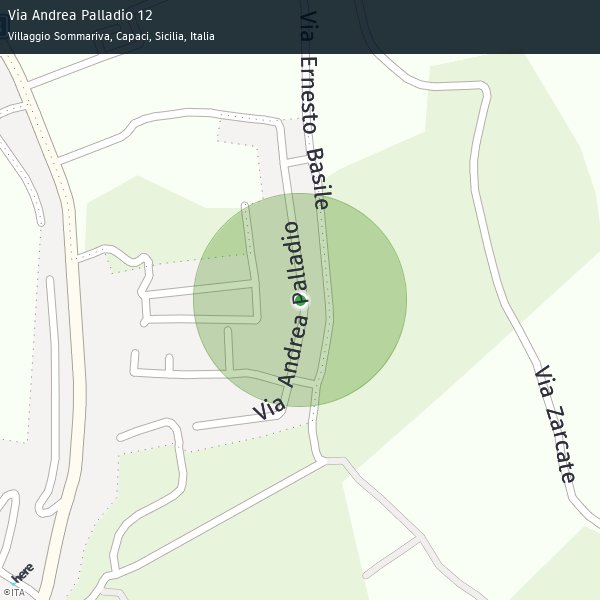 Via Andrea Palladio 12
Villaggio Sommariva, Capaci, Sicilia, Italia
Via Ernesto Basile
Via Andrea Palladio
Via Zarcate
here
©ITA